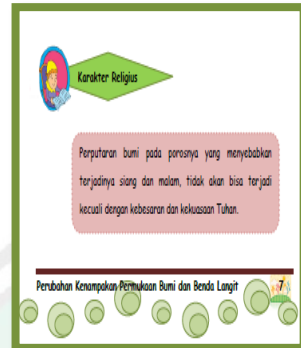 Karakter Religius
Perputaran bumi pada porosnya yang menyebabkan
terjadinya siang dan malam, tidak akan bisa terjadi
kecuali dengan kebesaran dan kekuasaan Tuhan.
Perubahan Kenampakan Permukaan Bumi dan Benda Langit
7